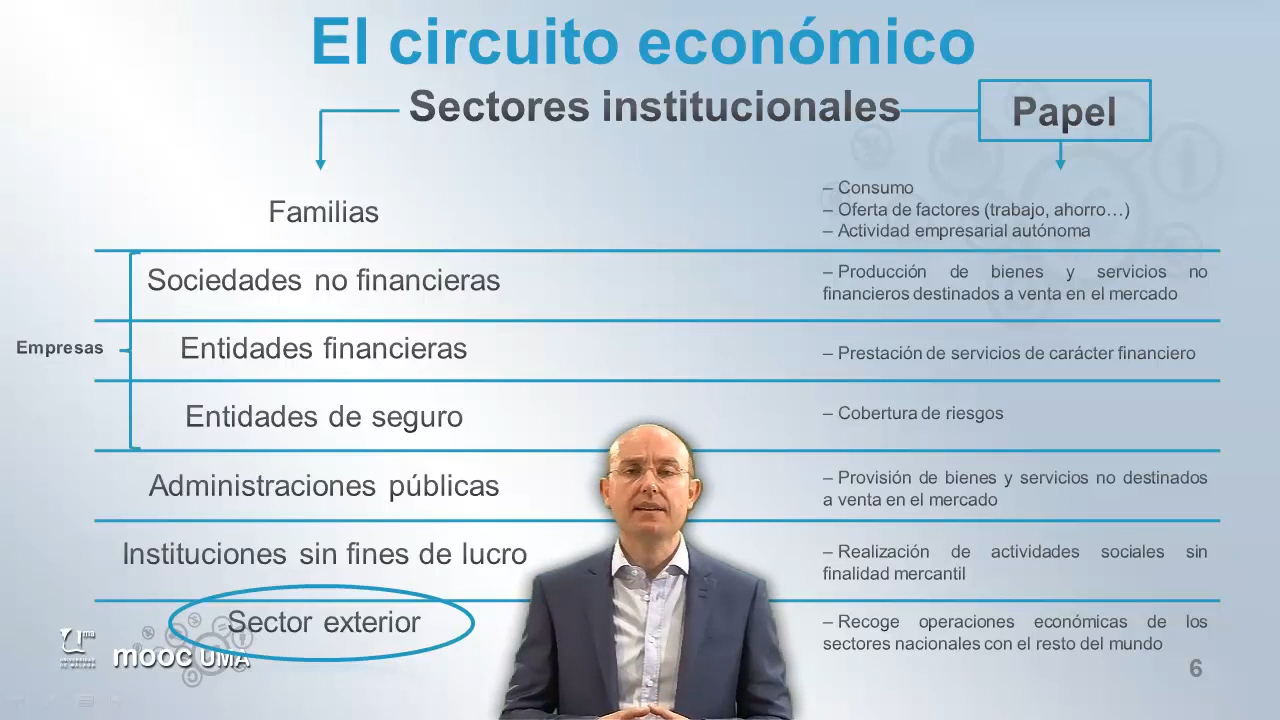 El circuito económico
Sectores institucionales
Papel
Familias
– Consumo
– Oferta de factores (trabajo, ahorro…)
– Actividad empresarial autónoma
Empresas
Sociedades no financieras
– Producción de bienes y servicios no
financieros destinados a venta en el mercado
Entidades financieras
– Prestación de servicios de carácter financiero
Entidades de seguro
– Cobertura de riesgos
Administraciones públicas
– Provisión de bienes y servicios no destinados
a venta en el mercado
Instituciones sin fines de lucro
– Realización de actividades sociales sin
finalidad mercantil
Sector exterior
– Recoge operaciones económicas de los
sectores nacionales con el resto del mundo
uma
UNIVERSIDAD
DE MÁLAGA
mooc UMA
6